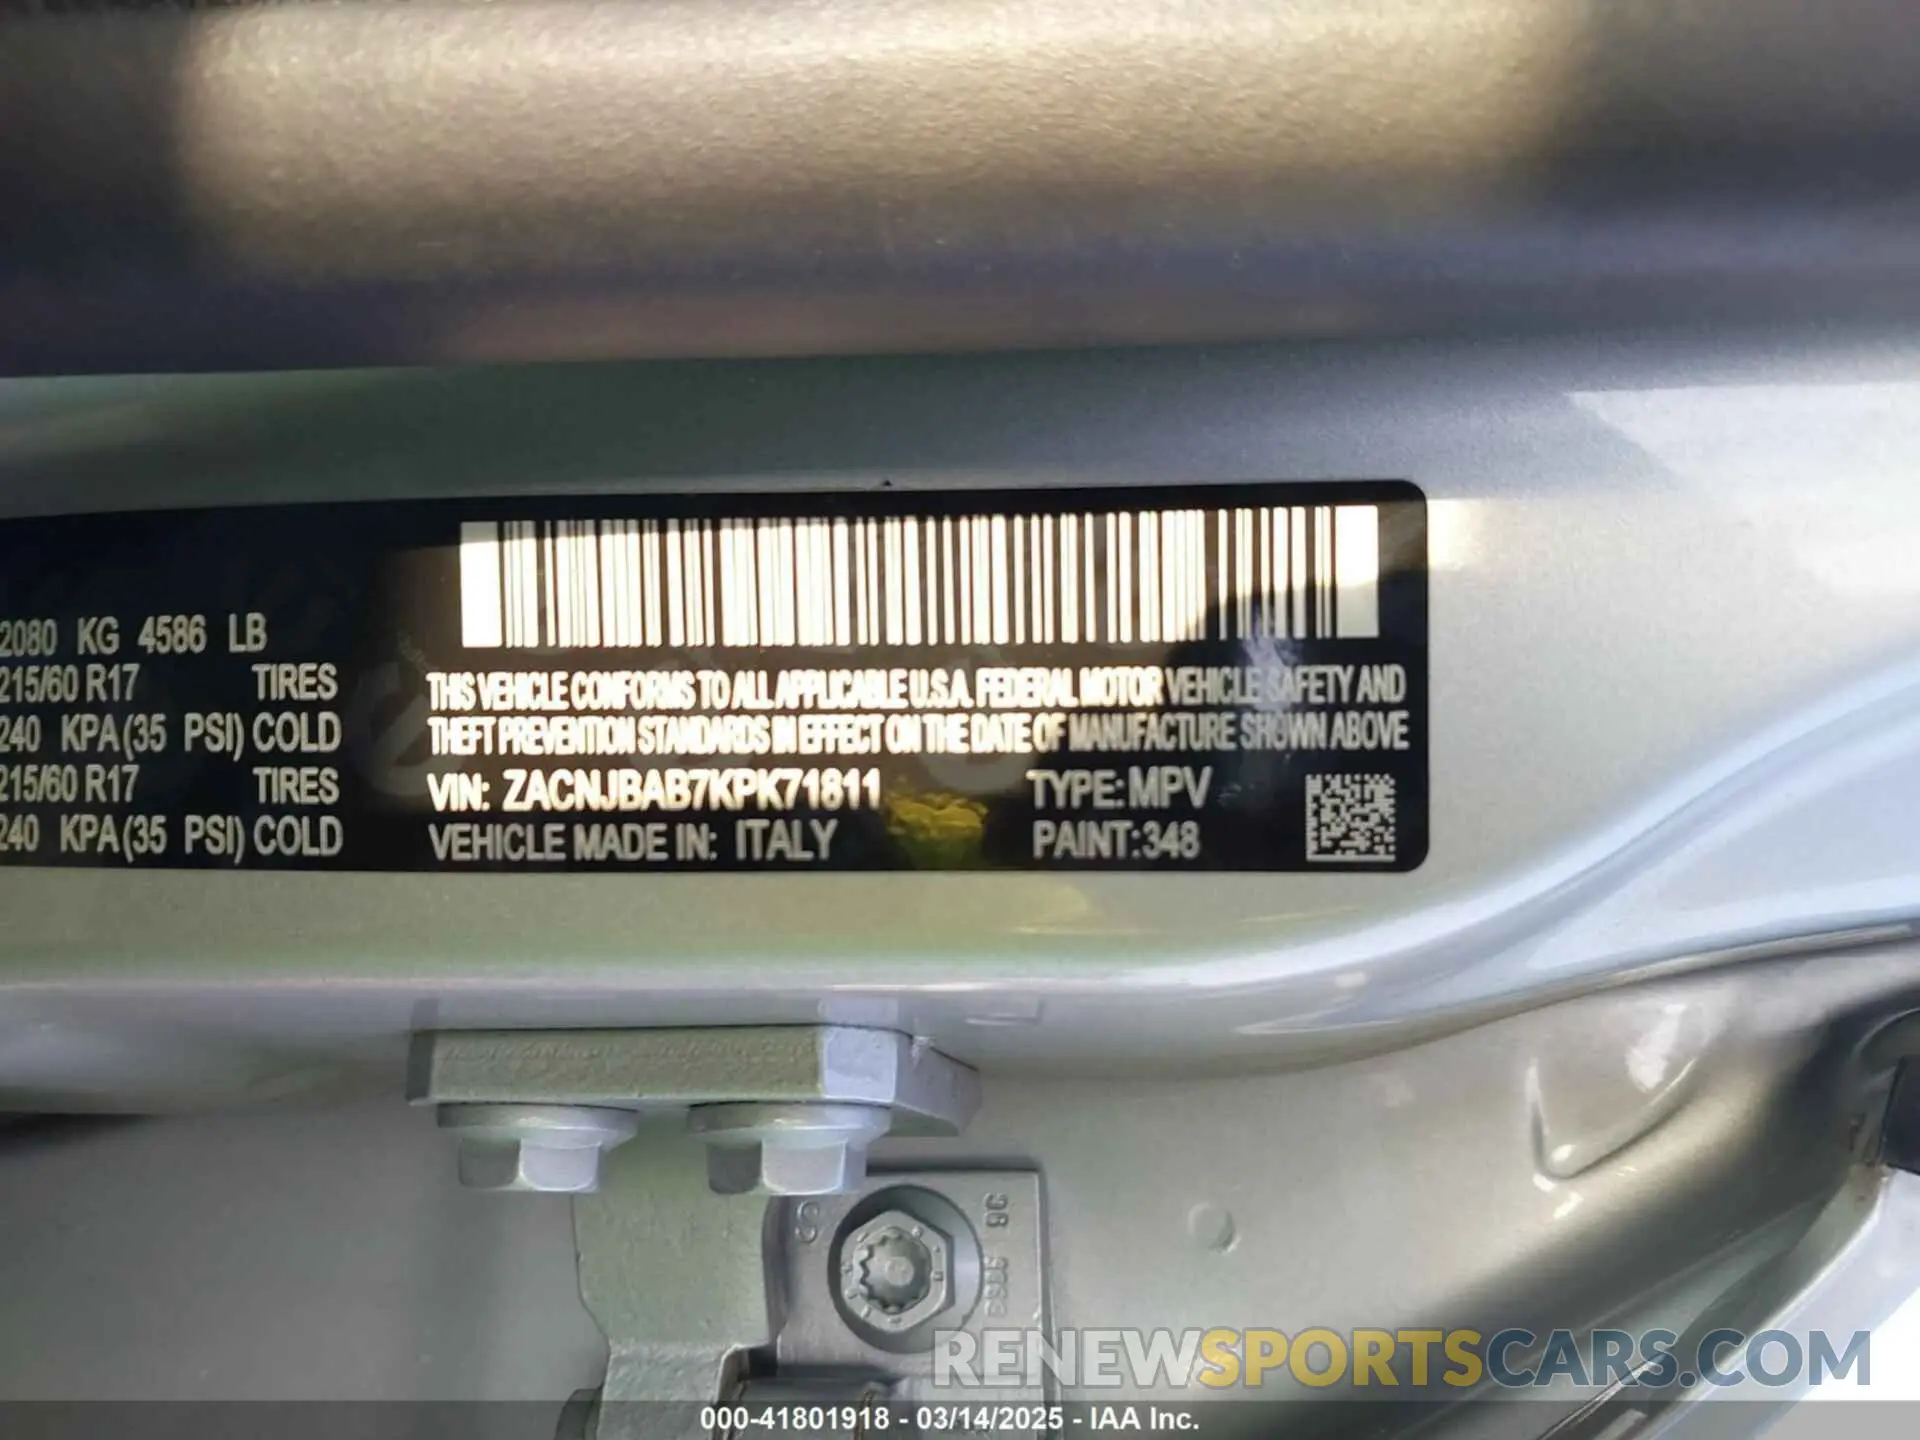 2080 KG 4586 LB
215/60 R17 TIRES
240 KPA (35 PSI) COLD
215/60 R17 TIRES
240 KPA (35 PSI) COLD
THIS VEHICLE CONFORMS TO ALL APPLICABLE U.S.A. FEDERAL MOTOR VEHICLE SAFETY AND
THEFT PREVENTION STANDARDS IN EFFECT ON THE DATE OF MANUFACTURE SHOWN ABOVE
VIN: ZACNJBAB7KPK71811 TYPE: MPV
VEHICLE MADE IN: ITALY PAINT: 348
RENEWSPORTSCARS.COM
000-41801918 - 03/14/2025 - IAA Inc.